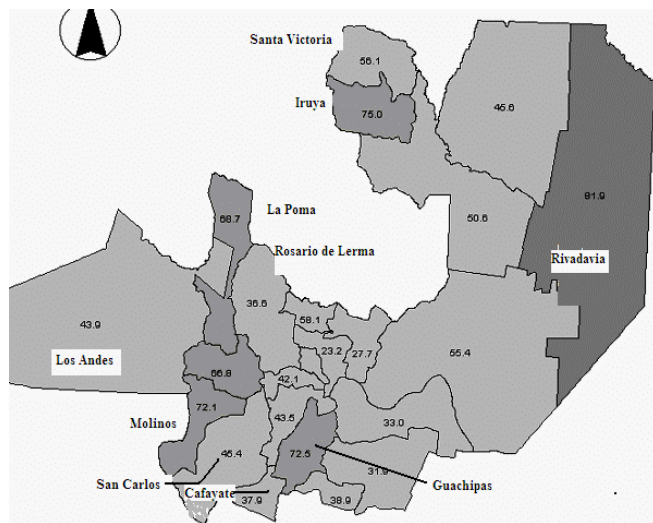 Santa Victoria
56.1
Iruya
75.0
45.6
81.9
68.7
La Poma
50.6
Rosario de Lerma
Rivadavia
36.6
43.9
58.1
23.2
27.7
55.4
Los Andes
66.8
42.1
72.1
Molinos
43.5
33.0
46.4
72.5
31.9
San Carlos
Cafayate
Guachipas
37.9
38.9